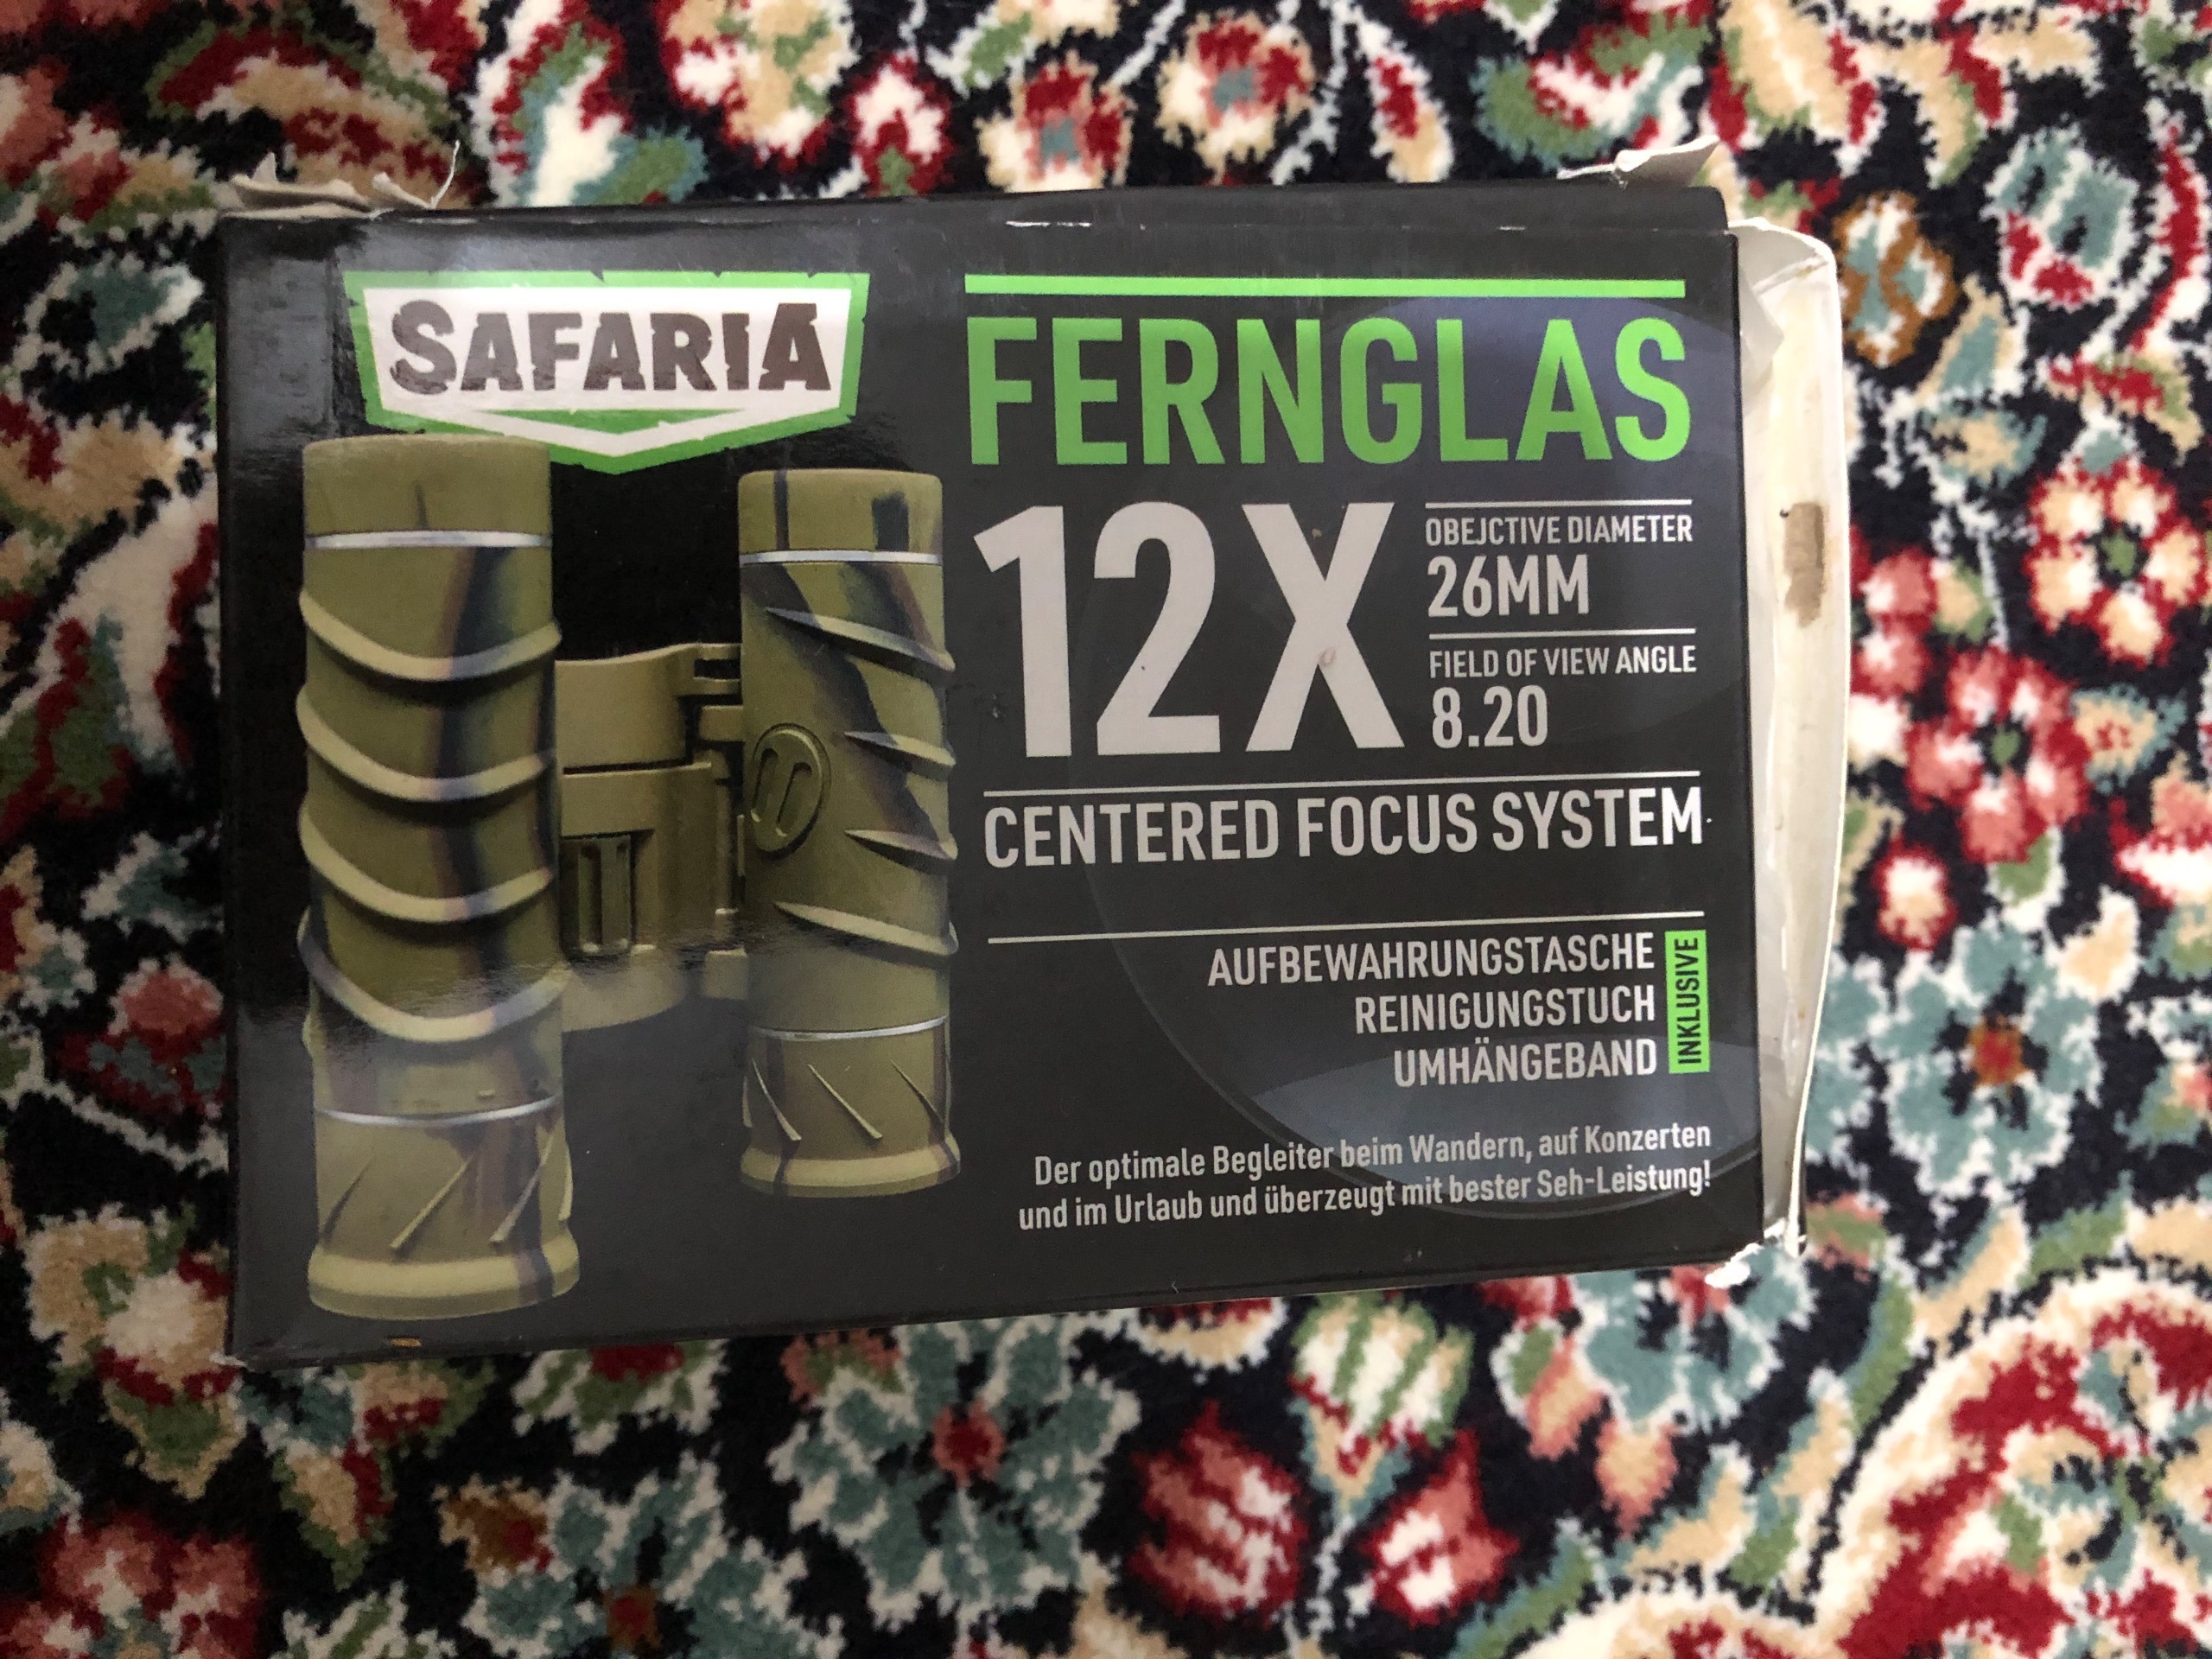 SAFARIA
FERNGLAS
12X
OBEJCTIVE DIAMETER
26MM
FIELD OF VIEW ANGLE
8.20
CENTERED FOCUS SYSTEM
AUFBEWAHRUNGSTASCHE
REINIGUNGSTUCH
UMHÄNGEBAND
INKLUSIVE
Der optimale Begleiter beim Wandern, auf Konzerten
und im Urlaub und überzeugt mit bester Seh-Leistung!